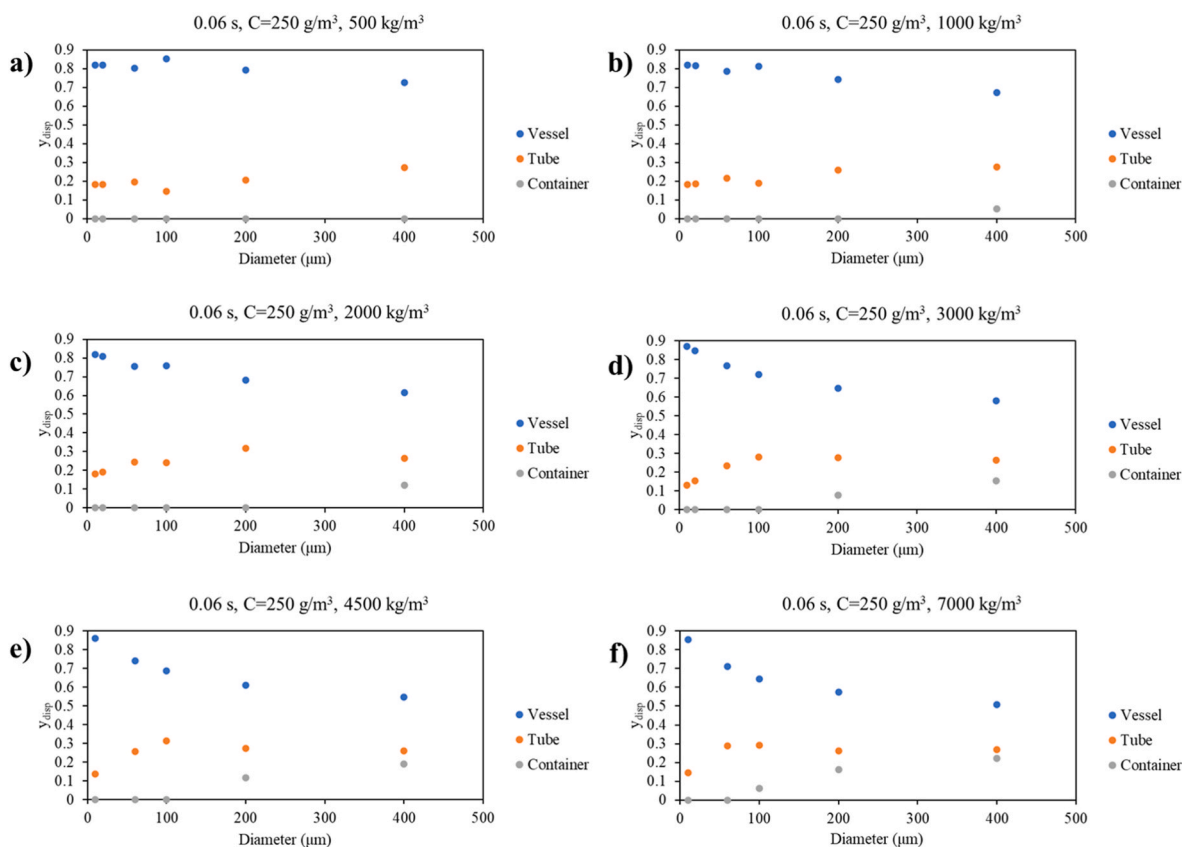 0.06 s, C=250 g/m³, 500 kg/m³
a)
0.9
0.8
0.7
0.6
0.5
0.4
0.3
0.2
0.1
0
y_disp
0 100 200 300 400 500
Diameter (μm)
Vessel
Tube
Container
0.06 s, C=250 g/m³, 1000 kg/m³
b)
0.9
0.8
0.7
0.6
0.5
0.4
0.3
0.2
0.1
0
y_disp
0 100 200 300 400 500
Diameter (μm)
Vessel
Tube
Container
0.06 s, C=250 g/m³, 2000 kg/m³
c)
0.9
0.8
0.7
0.6
0.5
0.4
0.3
0.2
0.1
0
y_disp
0 100 200 300 400 500
Diameter (μm)
Vessel
Tube
Container
0.06 s, C=250 g/m³, 3000 kg/m³
d)
0.9
0.8
0.7
0.6
0.5
0.4
0.3
0.2
0.1
0
y_disp
0 100 200 300 400 500
Diameter (μm)
Vessel
Tube
Container
0.06 s, C=250 g/m³, 4500 kg/m³
e)
0.9
0.8
0.7
0.6
0.5
0.4
0.3
0.2
0.1
0
y_disp
0 100 200 300 400 500
Diameter (μm)
Vessel
Tube
Container
0.06 s, C=250 g/m³, 7000 kg/m³
f)
0.9
0.8
0.7
0.6
0.5
0.4
0.3
0.2
0.1
0
y_disp
0 100 200 300 400 500
Diameter (μm)
Vessel
Tube
Container